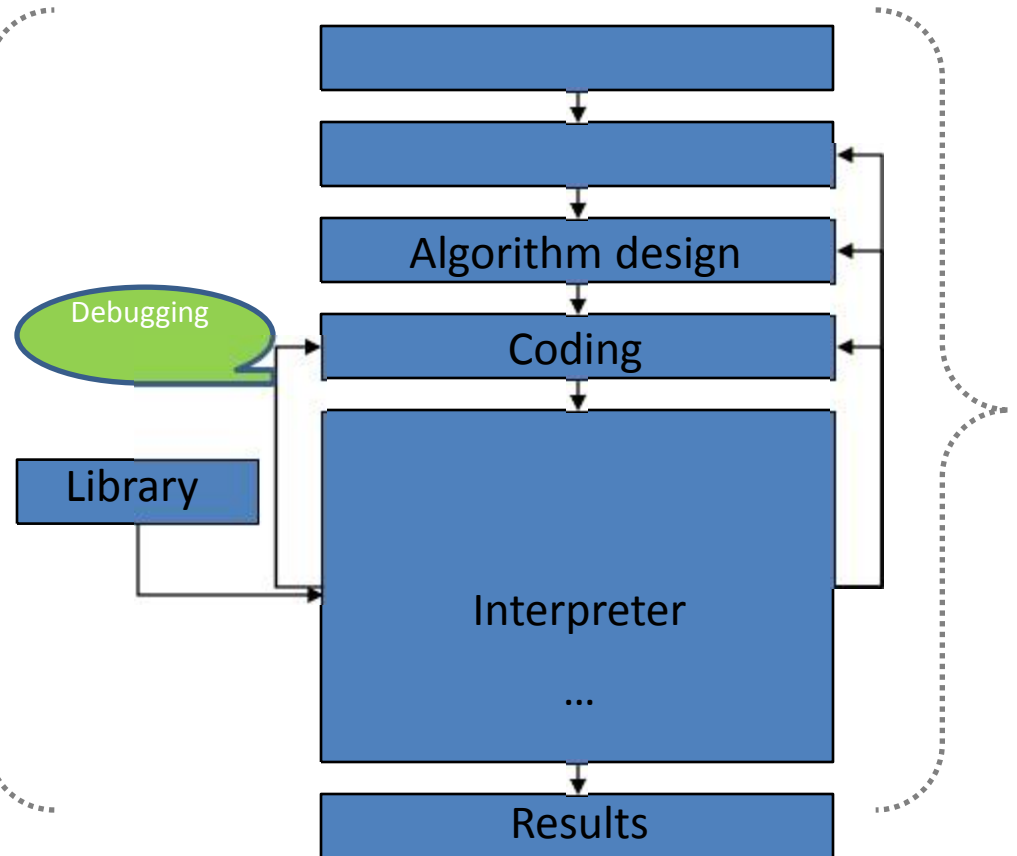 Algorithm design
Debugging
Coding
Library
Interpreter
…
Results